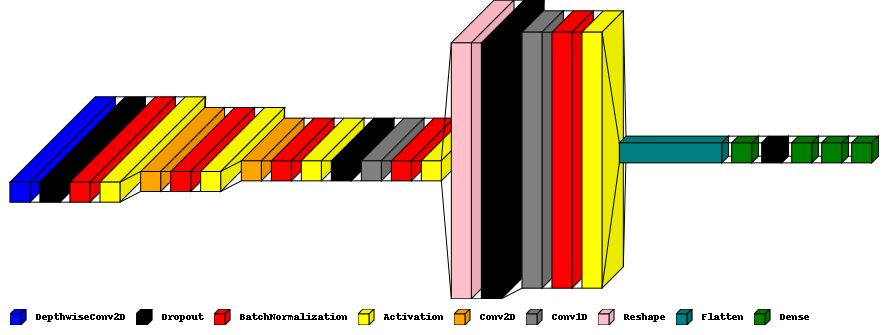 DepthwiseConv2D Dropout BatchNormalization Activation Conv2D Conv1D Reshape Flatten Dense